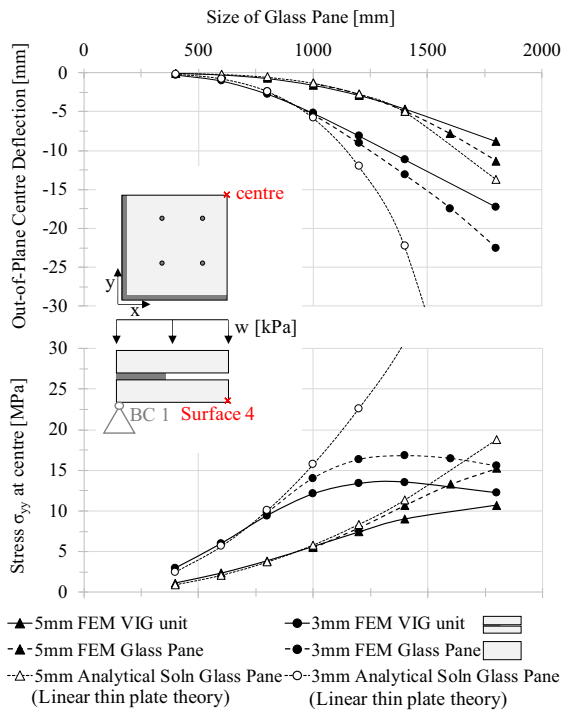 Size of Glass Pane [mm]
0 500 1000 1500 2000
Out-of-Plane Centre Deflection [mm]
0
-5
-10
-15
-20
-25
-30
centre
y
x
w [kPa]
BC 1
Surface 4
Stress σyy at centre [MPa]
30
25
20
15
10
5
0
5mm FEM VIG unit 3mm FEM VIG unit
5mm FEM Glass Pane 3mm FEM Glass Pane
5mm Analytical Soln Glass Pane 3mm Analytical Soln Glass Pane
(Linear thin plate theory) (Linear thin plate theory)